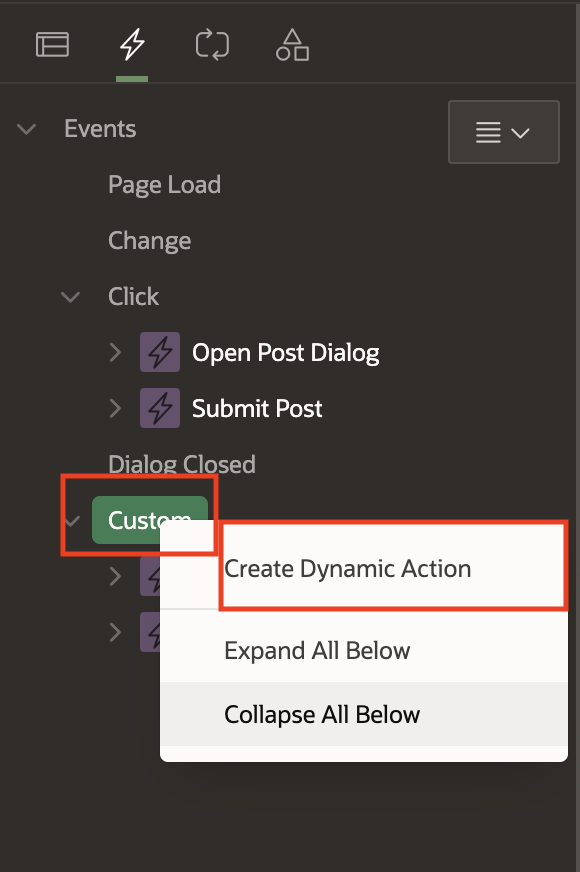 Events
Page Load
Change
Click
Open Post Dialog
Submit Post
Dialog Closed
Custom
Create Dynamic Action
Expand All Below
Collapse All Below